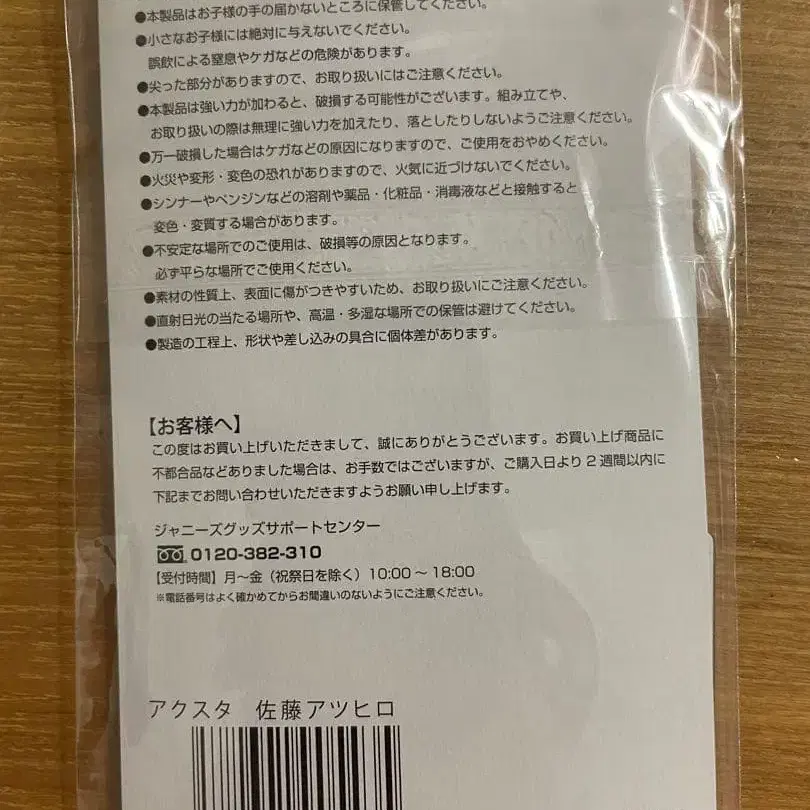 ●本製品はお子様の手の届かないところに保管してください。
●小さなお子様には絶対に与えないでください。
誤飲による窒息やケガなどの危険があります。
●尖った部分がありますので、お取り扱いにはご注意ください。
●本製品は強い力が加わると、破損する可能性がございます。組み立てや、
お取り扱いの際は無理に強い力を加えたり、落としたりしないようご注意ください。
●万一破損した場合はケガなどの原因になりますので、ご使用をおやめください。
●火災や変形・変色の恐れがありますので、火気に近づけないでください。
●シンナーやベンジンなどの溶剤や薬品・化粧品・消毒液などと接触すると
変色・変質する場合があります。
●不安定な場所でのご使用は、破損等の原因となります。
必ず平らな場所でご使用ください。
●素材の性質上、表面に傷がつきやすいため、お取り扱いにご注意ください。
●直射日光の当たる場所や、高温・多湿な場所での保管は避けてください。
●製造の工程上、形状や差し込みの具合に個体差があります。
【お客様へ】
この度はお買い上げいただきまして、誠にありがとうございます。お買い上げ商品に
不都合品などありました場合は、お手数ではございますが、ご購入日より2週間以内に
下記までお問い合わせいただきますようお願い申し上げます。
ジャニーズグッズサポートセンター
0120-382-310
【受付時間】月～金（祝祭日を除く）10:00～18:00
※電話番号はよく確かめてからお間違いのないようにご注意ください。
アクスタ　佐藤アツヒロ